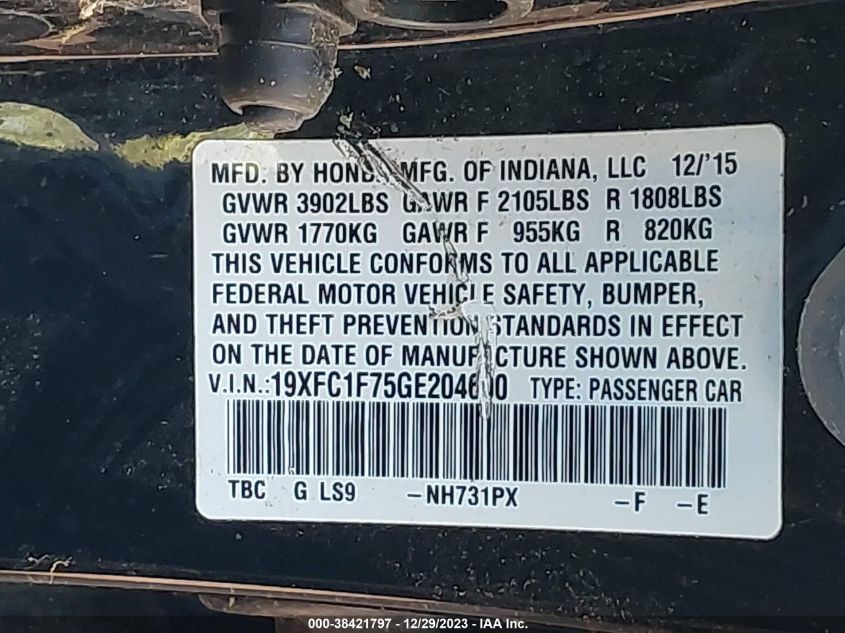 MFD. BY HONDA MFG. OF INDIANA, LLC 12/'15
GVWR 3902LBS GAWR F 2105LBS R 1808LBS
GVWR 1770KG GAWR F 955KG R 820KG
THIS VEHICLE CONFORMS TO ALL APPLICABLE
FEDERAL MOTOR VEHICLE SAFETY, BUMPER,
AND THEFT PREVENTION STANDARDS IN EFFECT
ON THE DATE OF MANUFACTURE SHOWN ABOVE.
V.I.N.:19XFC1F75GE204600 TYPE: PASSENGER CAR
TBC G LS9 -NH731PX -F -E
000-38421797 - 12/29/2023 - IAA Inc.